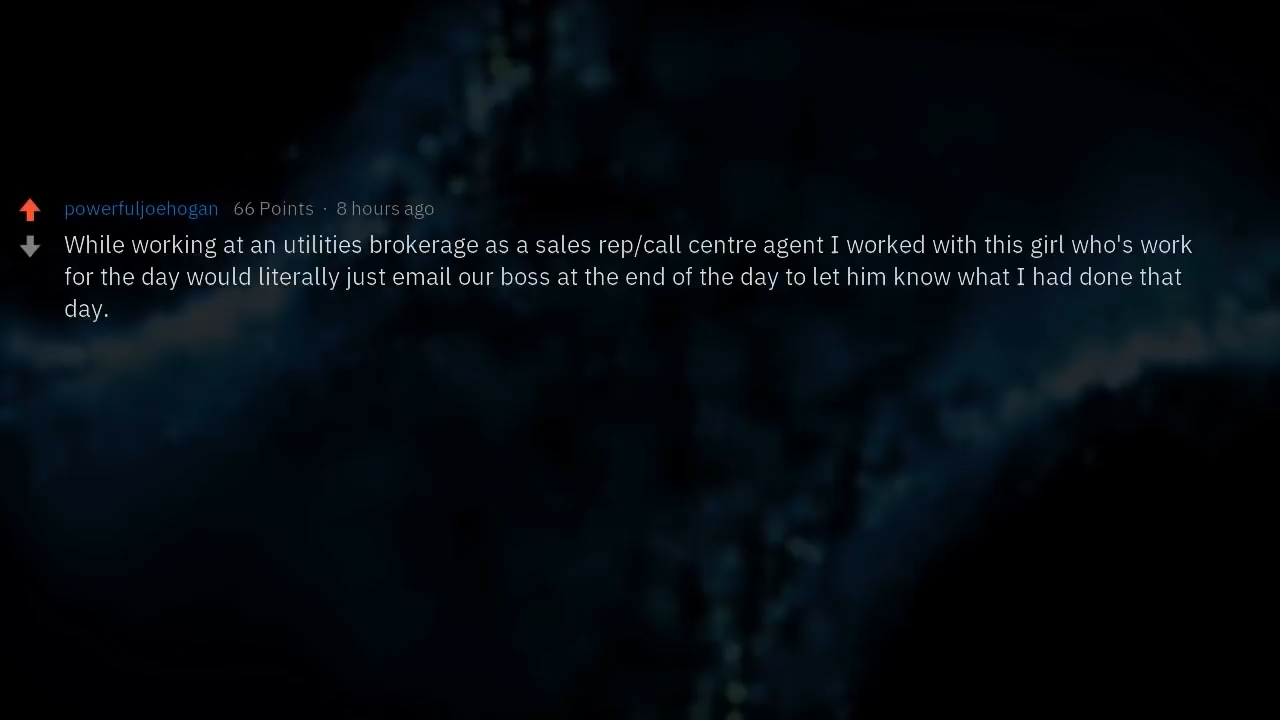 powerfuljoehogan 66 Points · 8 hours ago
While working at an utilities brokerage as a sales rep/call centre agent I worked with this girl who's work
for the day would literally just email our boss at the end of the day to let him know what I had done that
day.